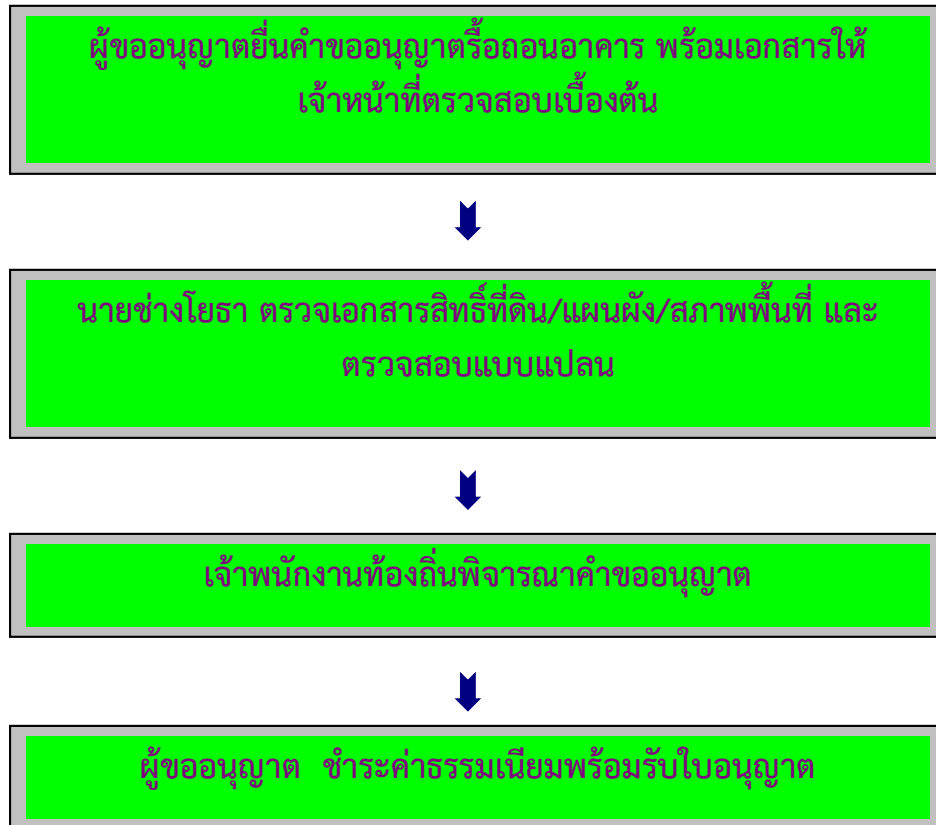 ผู้ขออนุญาตยื่นคำขออนุญาตรื้อถอนอาคาร พร้อมเอกสารให้
เจ้าหน้าที่ตรวจสอบเบื้องต้น
นายช่างโยธา ตรวจเอกสารสิทธิ์ที่ดิน/แผนผัง/สภาพพื้นที่ และ
ตรวจสอบแบบแปลน
เจ้าพนักงานท้องถิ่นพิจารณาคำขออนุญาต
ผู้ขออนุญาต ชำระค่าธรรมเนียมพร้อมรับใบอนุญาต